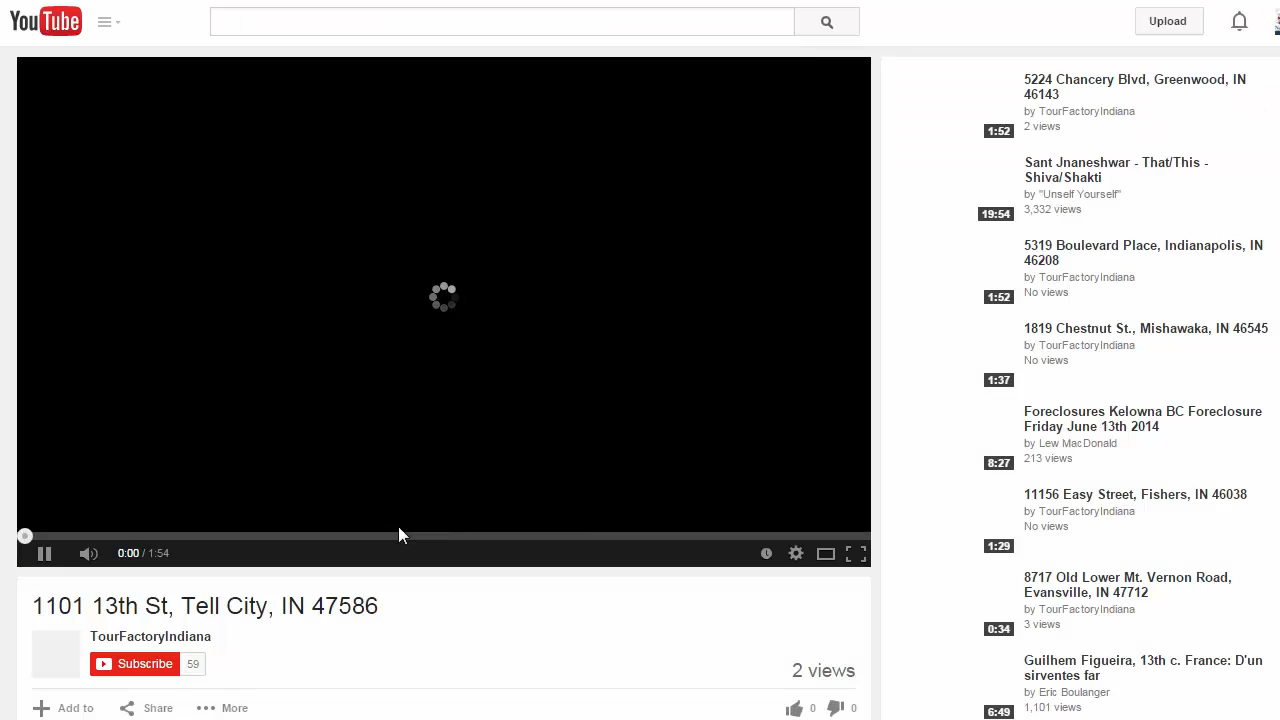 YouTube
Upload
0:00 / 1:54
1101 13th St, Tell City, IN 47586
TourFactoryIndiana
Subscribe 59
2 views
Add to Share More 0 0
5224 Chancery Blvd, Greenwood, IN
46143
by TourFactoryIndiana
2 views
1:52
Sant Jnaneshwar - That/This -
Shiva/Shakti
by "Unself Yourself"
3,332 views
19:54
5319 Boulevard Place, Indianapolis, IN
46208
by TourFactoryIndiana
No views
1:52
1819 Chestnut St., Mishawaka, IN 46545
by TourFactoryIndiana
No views
1:37
Foreclosures Kelowna BC Foreclosure
Friday June 13th 2014
by Lew MacDonald
213 views
8:27
11156 Easy Street, Fishers, IN 46038
by TourFactoryIndiana
No views
1:29
8717 Old Lower Mt. Vernon Road,
Evansville, IN 47712
by TourFactoryIndiana
3 views
0:34
Guilhem Figueira, 13th c. France: D'un
sirventes far
by Eric Boulanger
1,101 views
6:49